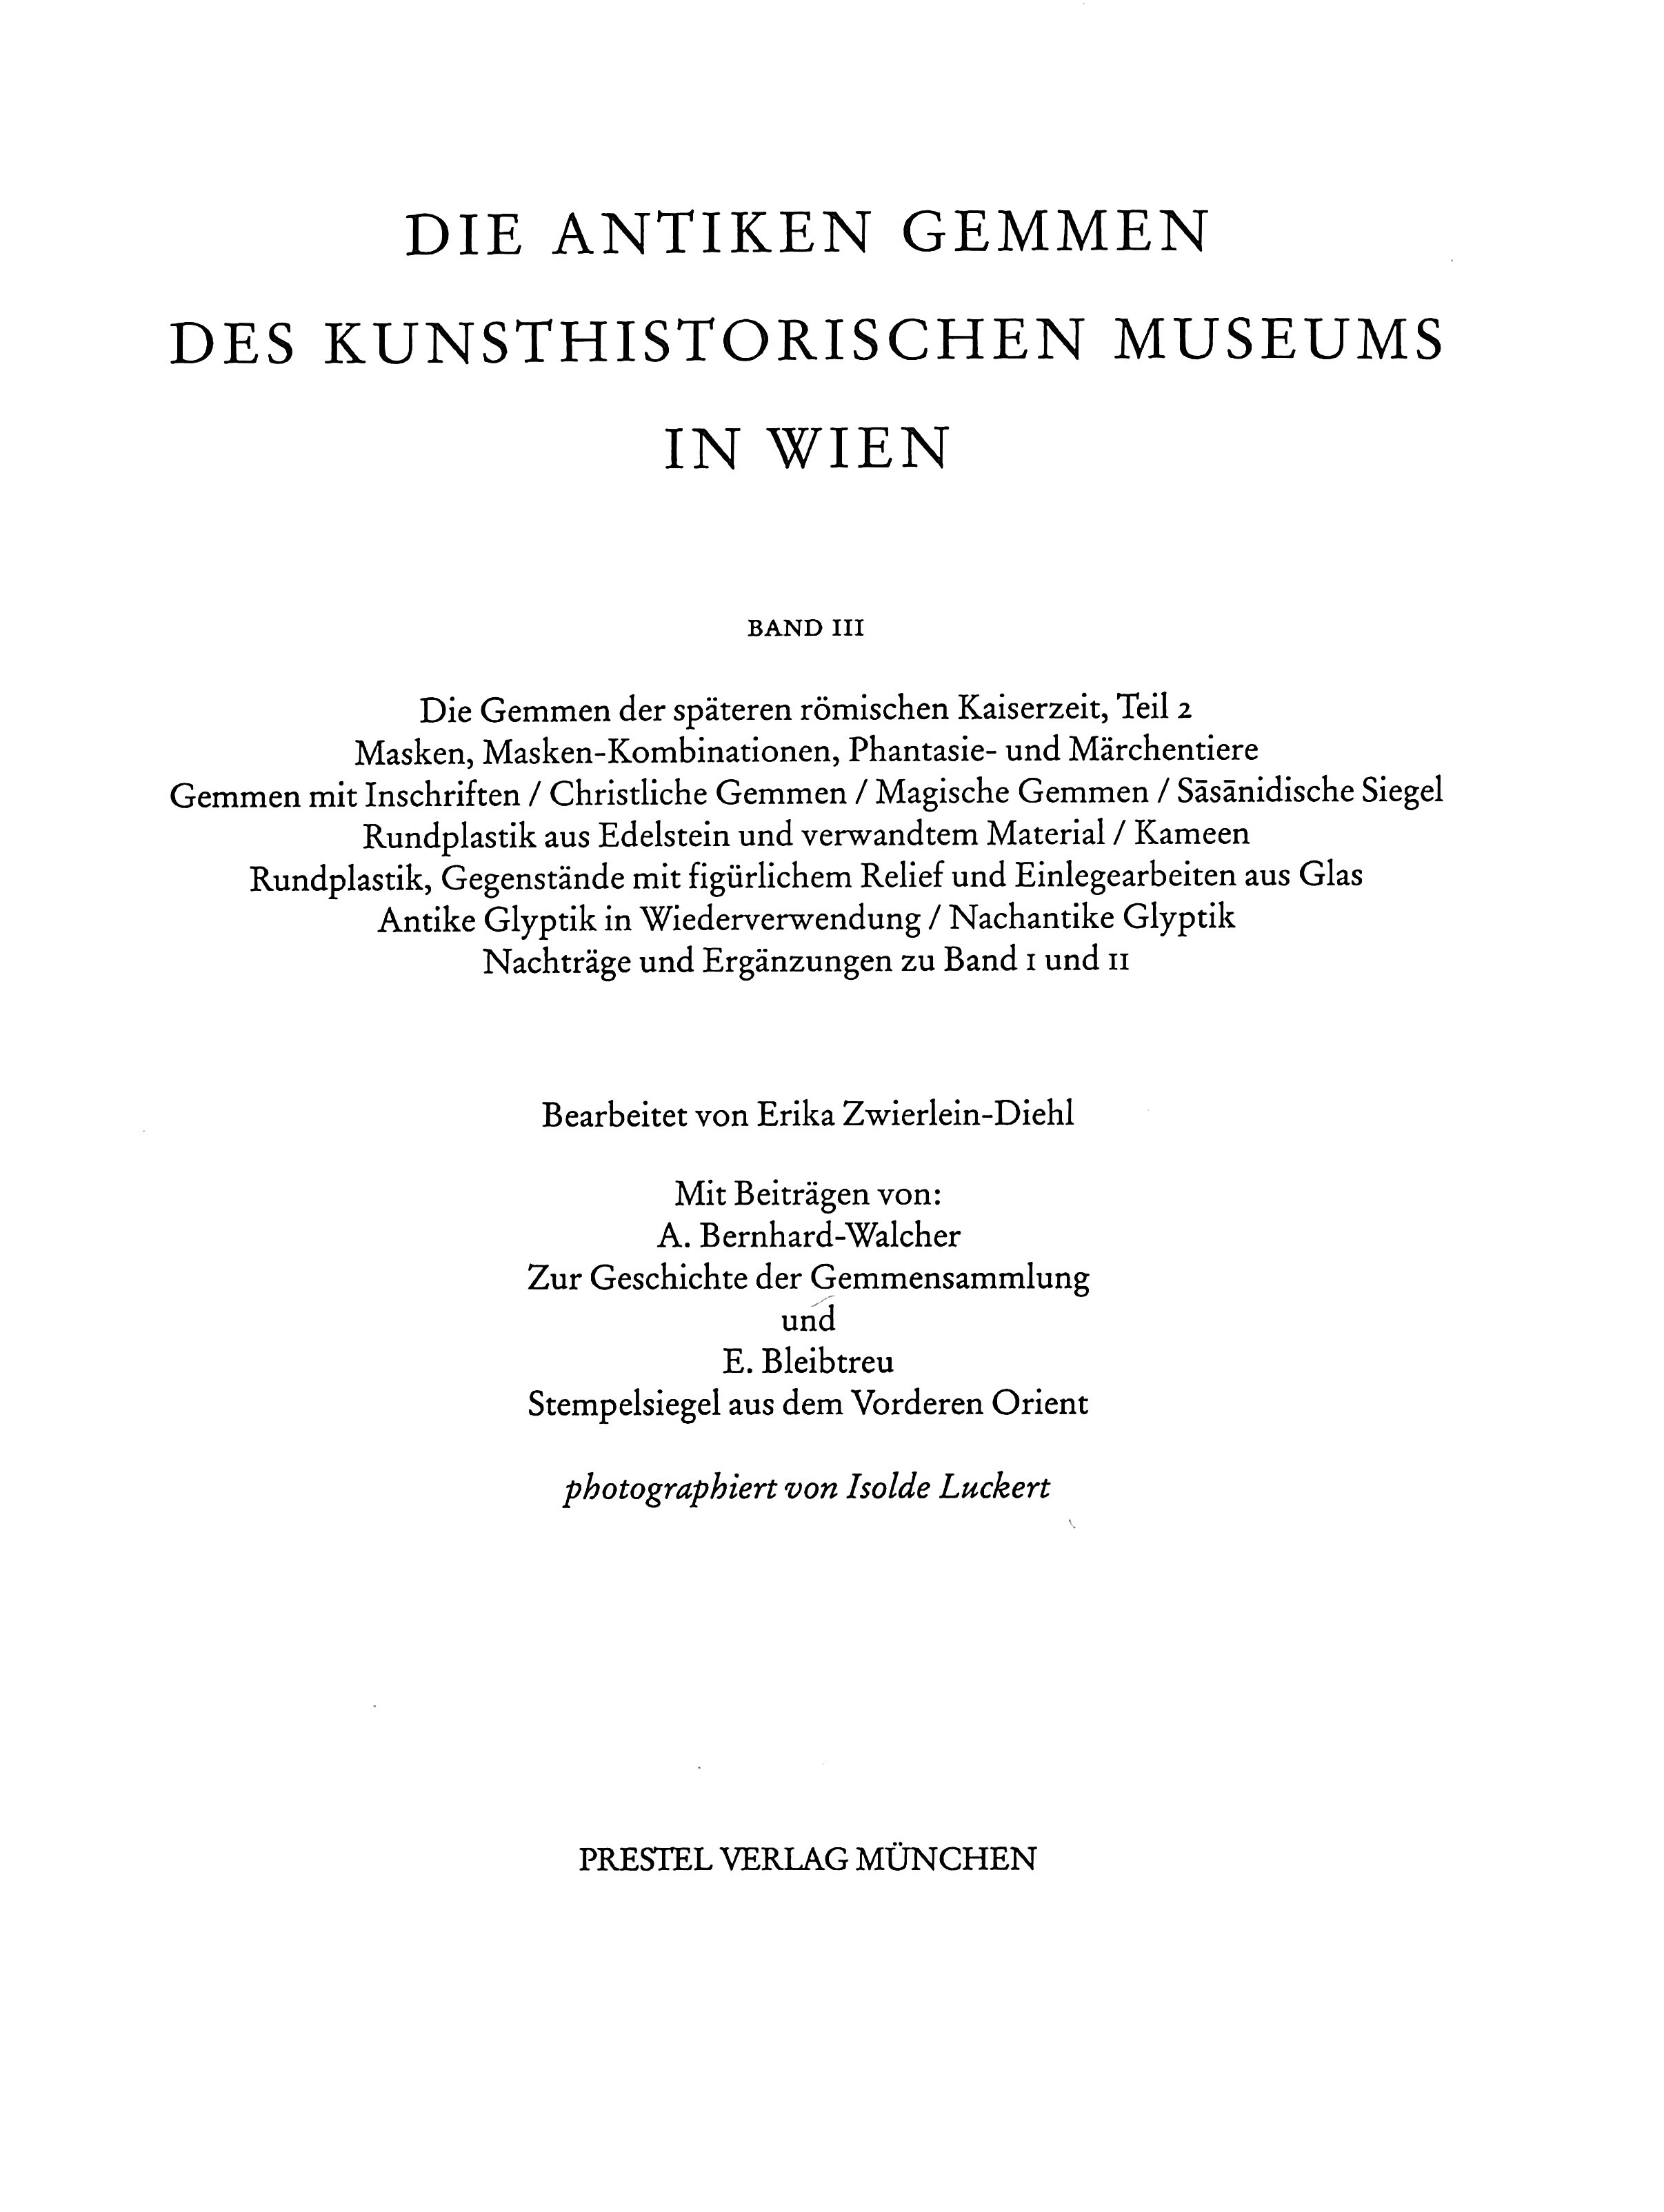 DIE ANTIKEN GEMMEN
DES KUNSTHISTORISCHEN MUSEUMS
IN WIEN
BAND III
Die Gemmen der späteren römischen Kaiserzeit, Teil 2
Masken, Masken-Kombinationen, Phantasie- und Märchentiere
Gemmen mit Inschriften / Christliche Gemmen / Magische Gemmen / Sāsānidische Siegel
Rundplastik aus Edelstein und verwandtem Material / Kameen
Rundplastik, Gegenstände mit figürlichem Relief und Einlegearbeiten aus Glas
Antike Glyptik in Wiederverwendung / Nachantike Glyptik
Nachträge und Ergänzungen zu Band I und II
Bearbeitet von Erika Zwierlein-Diehl
Mit Beiträgen von:
A. Bernhard-Walcher
Zur Geschichte der Gemmensammlung
und
E. Bleibtreu
Stempelsiegel aus dem Vorderen Orient
photographiert von Isolde Luckert
PRESTEL VERLAG MÜNCHEN